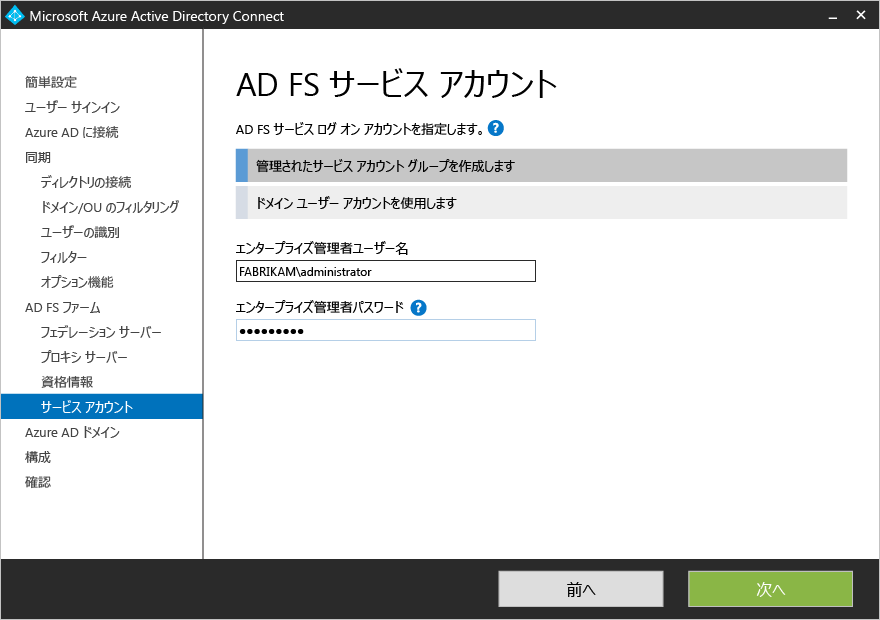 Microsoft Azure Active Directory Connect
簡単設定
ユーザー サインイン
Azure AD に接続
同期
ディレクトリの接続
ドメイン/OU のフィルタリング
ユーザーの識別
フィルター
オプション機能
AD FS ファーム
フェデレーション サーバー
プロキシ サーバー
資格情報
サービス アカウント
Azure AD ドメイン
構成
確認
AD FS サービス アカウント
AD FS サービス ログ オン アカウントを指定します。 ?
管理されたサービス アカウント グループを作成します
ドメイン ユーザー アカウントを使用します
エンタープライズ管理者ユーザー名
FABRIKAM\administrator
エンタープライズ管理者パスワード ?
●●●●●●●●●
前へ
次へ